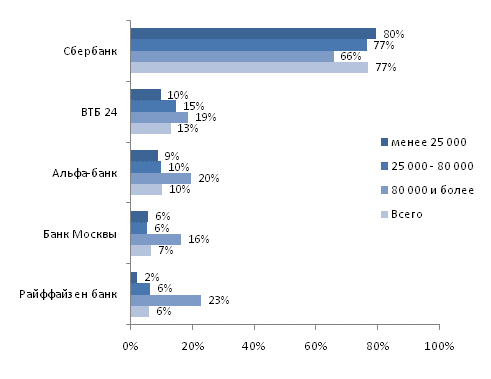 Сбербанк
80%
77%
66%
77%
ВТБ 24
10%
15%
19%
13%
Альфа-банк
9%
10%
20%
10%
Банк Москвы
6%
6%
16%
7%
Райффайзен банк
2%
6%
23%
6%
менее 25 000
25 000 - 80 000
80 000 и более
Всего
0% 20% 40% 60% 80% 100%